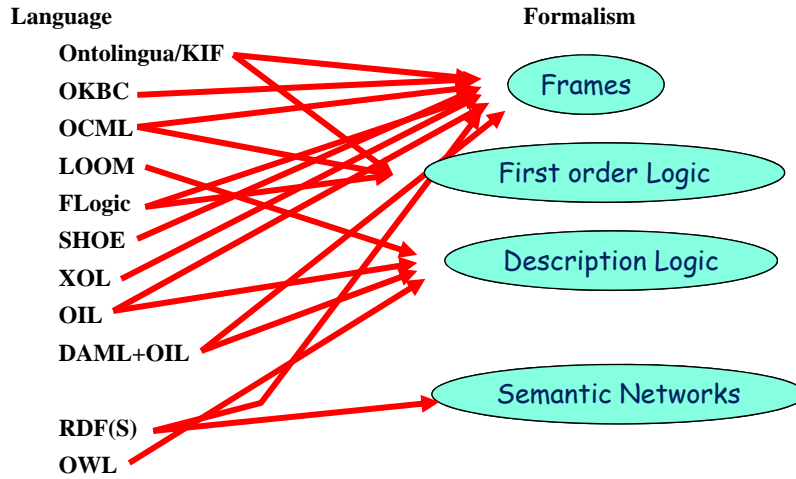 Language
Formalism
Ontolingua/KIF
OKBC
OCML
LOOM
FLogic
SHOE
XOL
OIL
DAML+OIL
RDF(S)
OWL
Frames
First order Logic
Description Logic
Semantic Networks